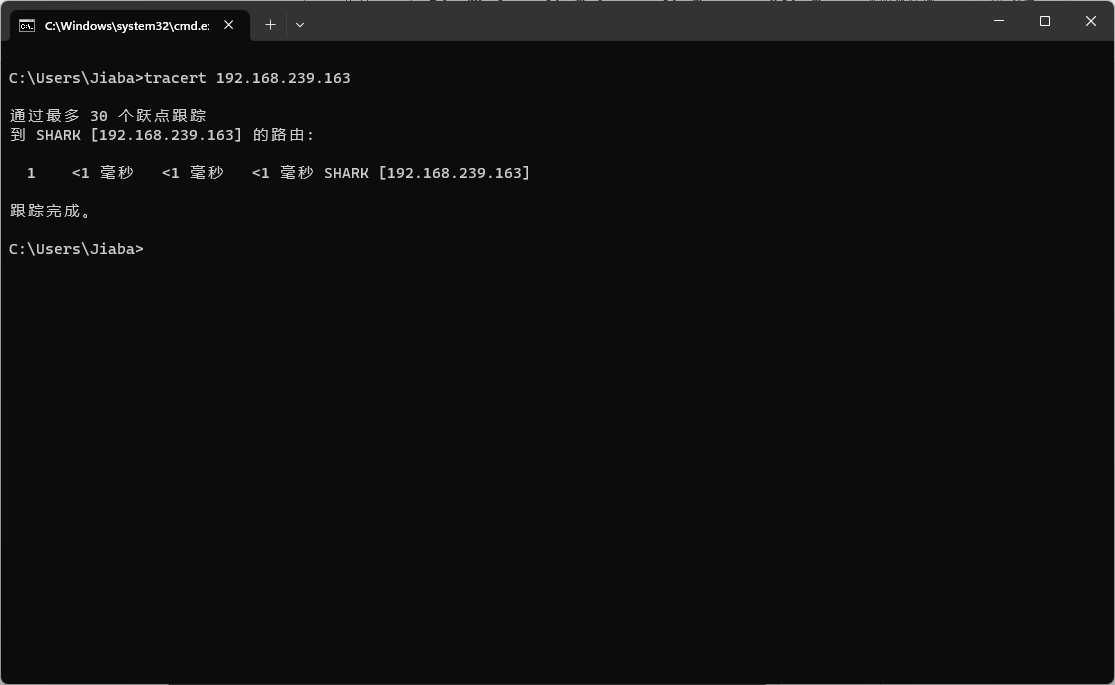 C:\Windows\system32\cmd.e:
C:\Users\Jiaba>tracert 192.168.239.163
通过最多 30 个跃点跟踪
到 SHARK [192.168.239.163] 的路由:
1 <1 毫秒 <1 毫秒 <1 毫秒 SHARK [192.168.239.163]
跟踪完成。
C:\Users\Jiaba>